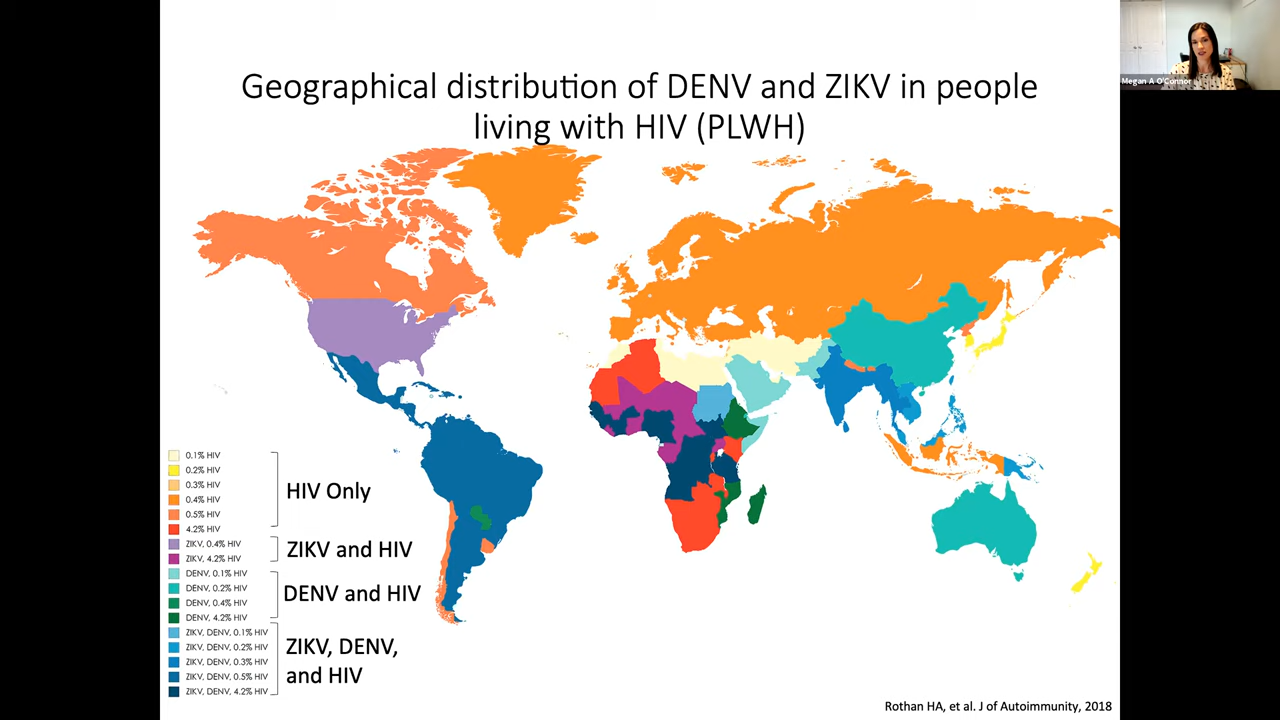 Geographical distribution of DENV and ZIKV in people
living with HIV (PLWH)
Megan A O'Connor
0.1% HIV
0.2% HIV
0.3% HIV
0.4% HIV
0.5% HIV
4.2% HIV
HIV Only
ZIKV, 0.4% HIV
ZIKV, 4.2% HIV
ZIKV and HIV
DENV, 0.1% HIV
DENV, 0.2% HIV
DENV, 0.4% HIV
DENV, 4.2% HIV
DENV and HIV
ZIKV, DENV, 0.1% HIV
ZIKV, DENV, 0.2% HIV
ZIKV, DENV, 0.3% HIV
ZIKV, DENV, 0.5% HIV
ZIKV, DENV, 4.2% HIV
ZIKV, DENV,
and HIV
Rothan HA, et al. J of Autoimmunity, 2018